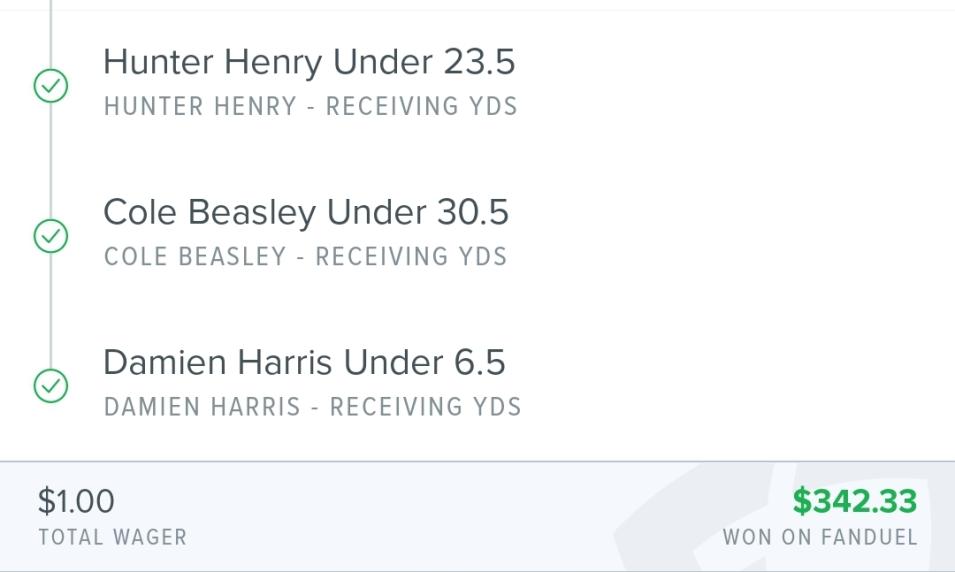 Hunter Henry Under 23.5
HUNTER HENRY - RECEIVING YDS
Cole Beasley Under 30.5
COLE BEASLEY - RECEIVING YDS
Damien Harris Under 6.5
DAMIEN HARRIS - RECEIVING YDS
$1.00 $342.33
TOTAL WAGER WON ON FANDUEL